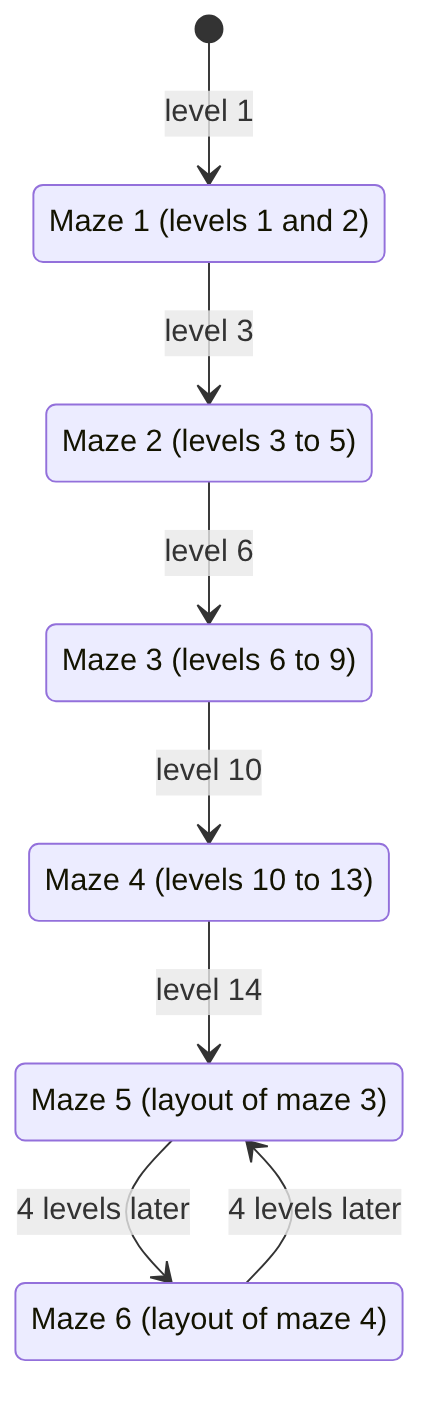 level 1
Maze 1 (levels 1 and 2)
level 3
Maze 2 (levels 3 to 5)
level 6
Maze 3 (levels 6 to 9)
level 10
Maze 4 (levels 10 to 13)
level 14
Maze 5 (layout of maze 3)
4 levels later
4 levels later
Maze 6 (layout of maze 4)